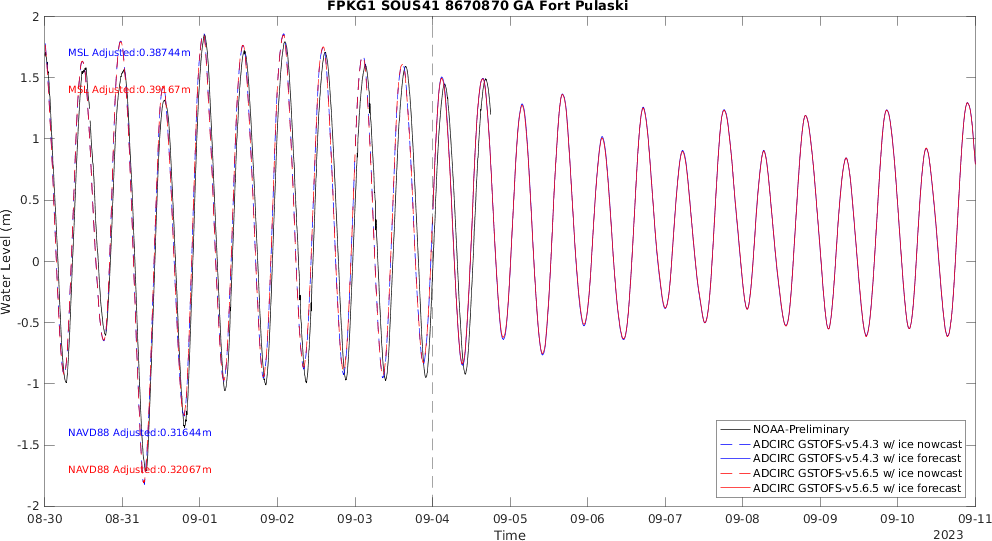 FPKG1 SOUS41 8670870 GA Fort Pulaski
2
1.5
1
0.5
0
-0.5
-1
-1.5
-2
Water Level (m)
MSL Adjusted:0.38744m
MSL Adjusted:0.39167m
NAVD88 Adjusted:0.31644m
NAVD88 Adjusted:0.32067m
NOAA-Preliminary
ADCIRC GSTOFS-v5.4.3 w/ ice nowcast
ADCIRC GSTOFS-v5.4.3 w/ ice forecast
ADCIRC GSTOFS-v5.6.5 w/ ice nowcast
ADCIRC GSTOFS-v5.6.5 w/ ice forecast
08-30 08-31 09-01 09-02 09-03 09-04 09-05 09-06 09-07 09-08 09-09 09-10 09-11
Time
2023